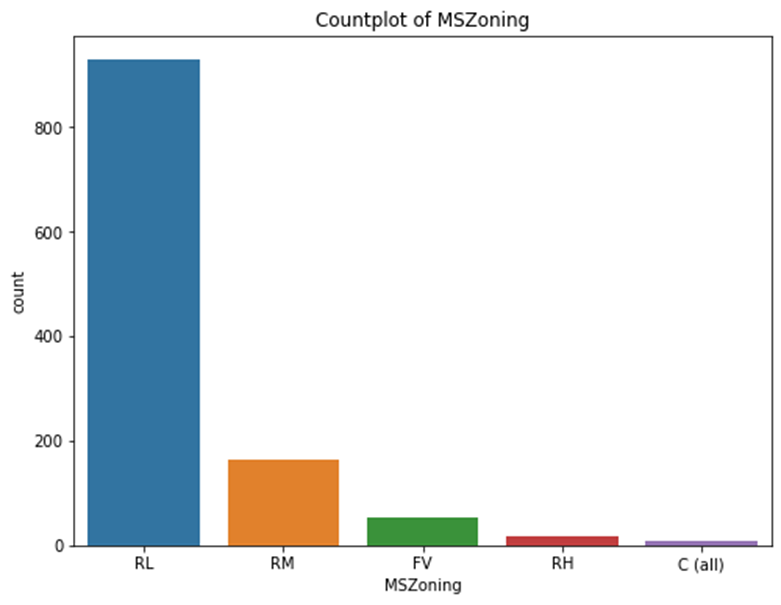 Countplot of MSZoning
800
600
400
200
0
count
RL RM FV RH C (all)
MSZoning